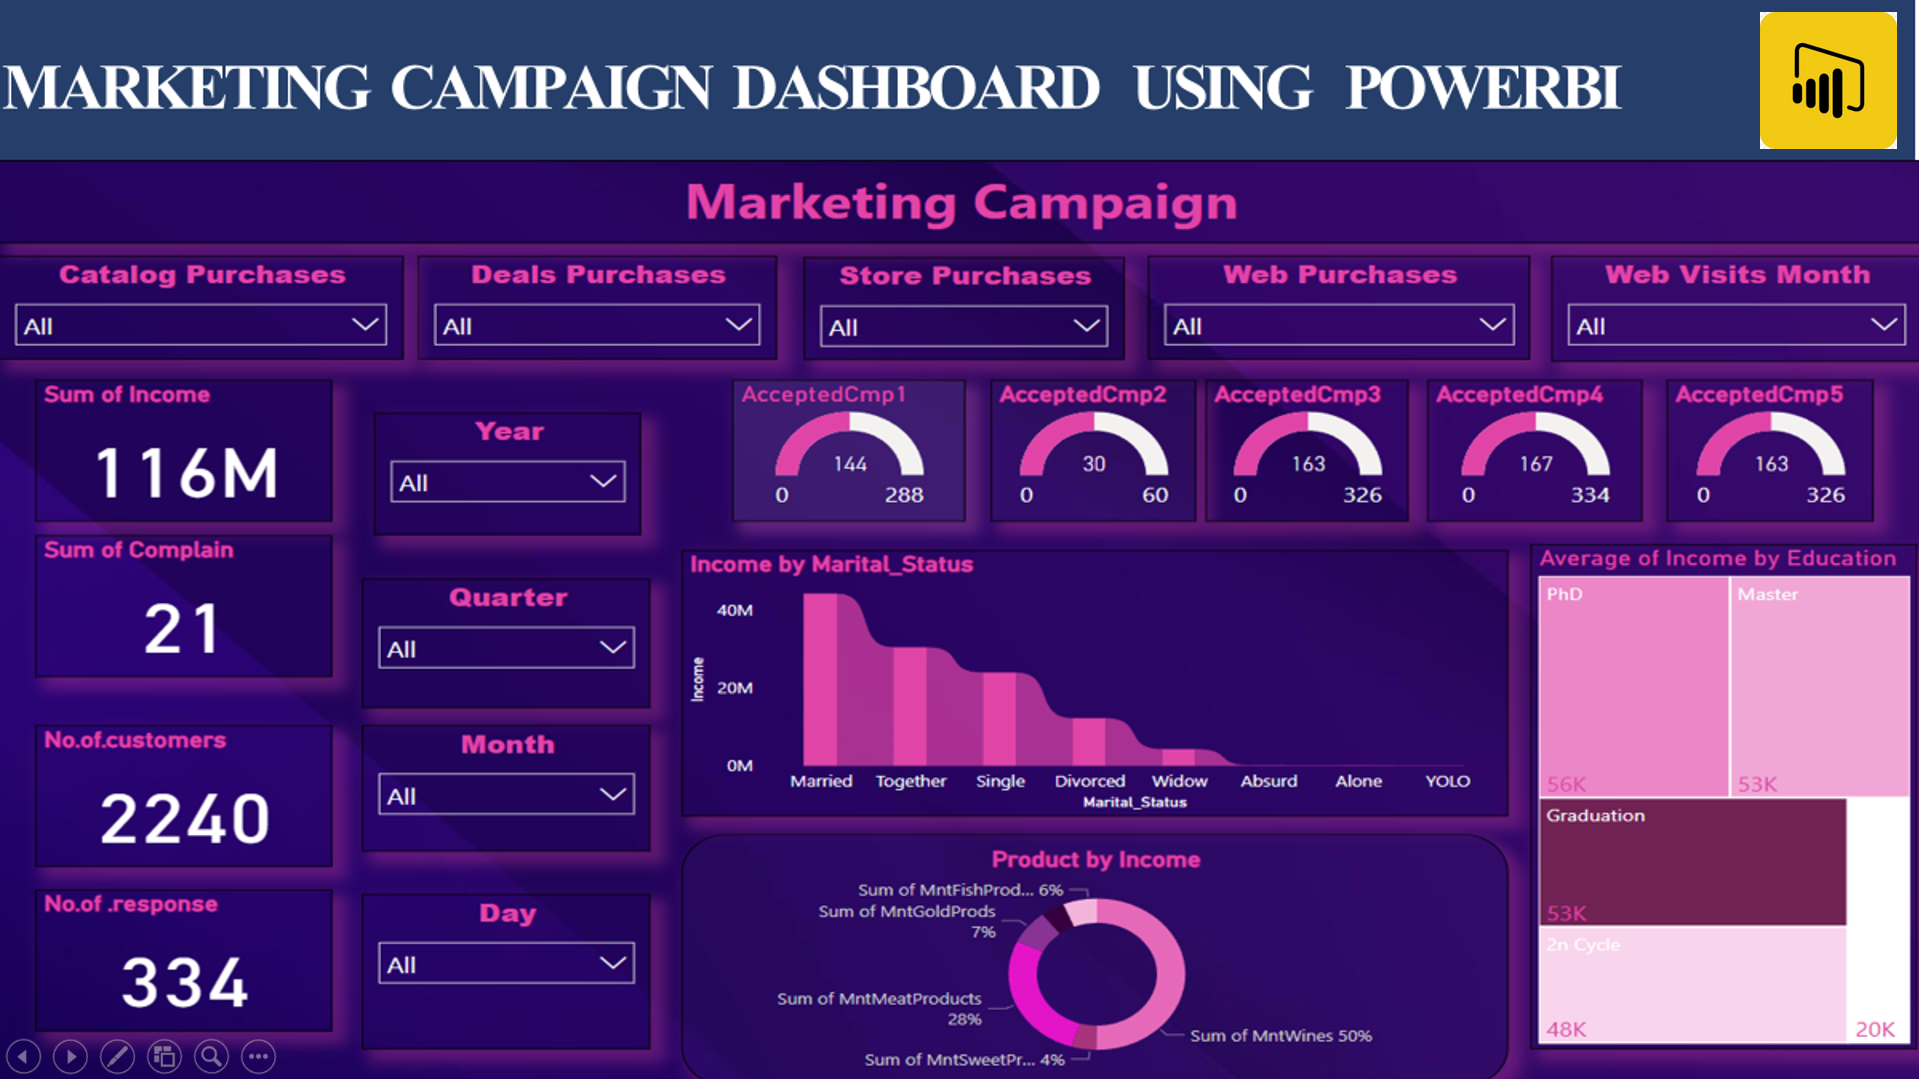 MARKETING CAMPAIGN DASHBOARD USING POWERBI
Marketing Campaign
Catalog Purchases
All
Deals Purchases
All
Store Purchases
All
Web Purchases
All
Web Visits Month
All
Sum of Income
116M
Sum of Complain
21
No.of.customers
2240
No.of .response
334
Year
All
Quarter
All
Month
All
Day
All
AcceptedCmp1
144
0 288
AcceptedCmp2
30
0 60
AcceptedCmp3
163
0 326
AcceptedCmp4
167
0 334
AcceptedCmp5
163
0 326
Income by Marital_Status
40M
20M
0M
Income
Married Together Single Divorced Widow Absurd Alone YOLO
Marital_Status
Product by Income
Sum of MntFishProd... 6%
Sum of MntGoldProds
7%
Sum of MntMeatProducts
28%
Sum of MntSweetPr... 4%
Sum of MntWines 50%
Average of Income by Education
PhD
56K
Master
53K
Graduation
53K
2n Cycle
48K
20K